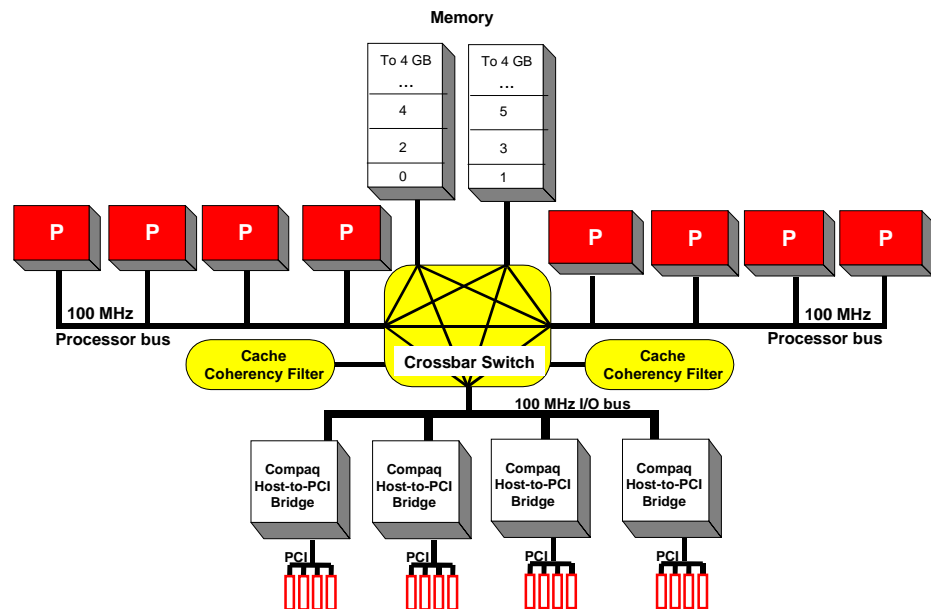 Memory
To 4 GB
...
4
2
0
To 4 GB
...
5
3
1
P
P
P
P
P
P
P
P
100 MHz
Processor bus
100 MHz
Processor bus
Cache
Coherency Filter
Crossbar Switch
Cache
Coherency Filter
100 MHz I/O bus
Compaq
Host-to-PCI
Bridge
Compaq
Host-to-PCI
Bridge
Compaq
Host-to-PCI
Bridge
Compaq
Host-to-PCI
Bridge
PCI
PCI
PCI
PCI